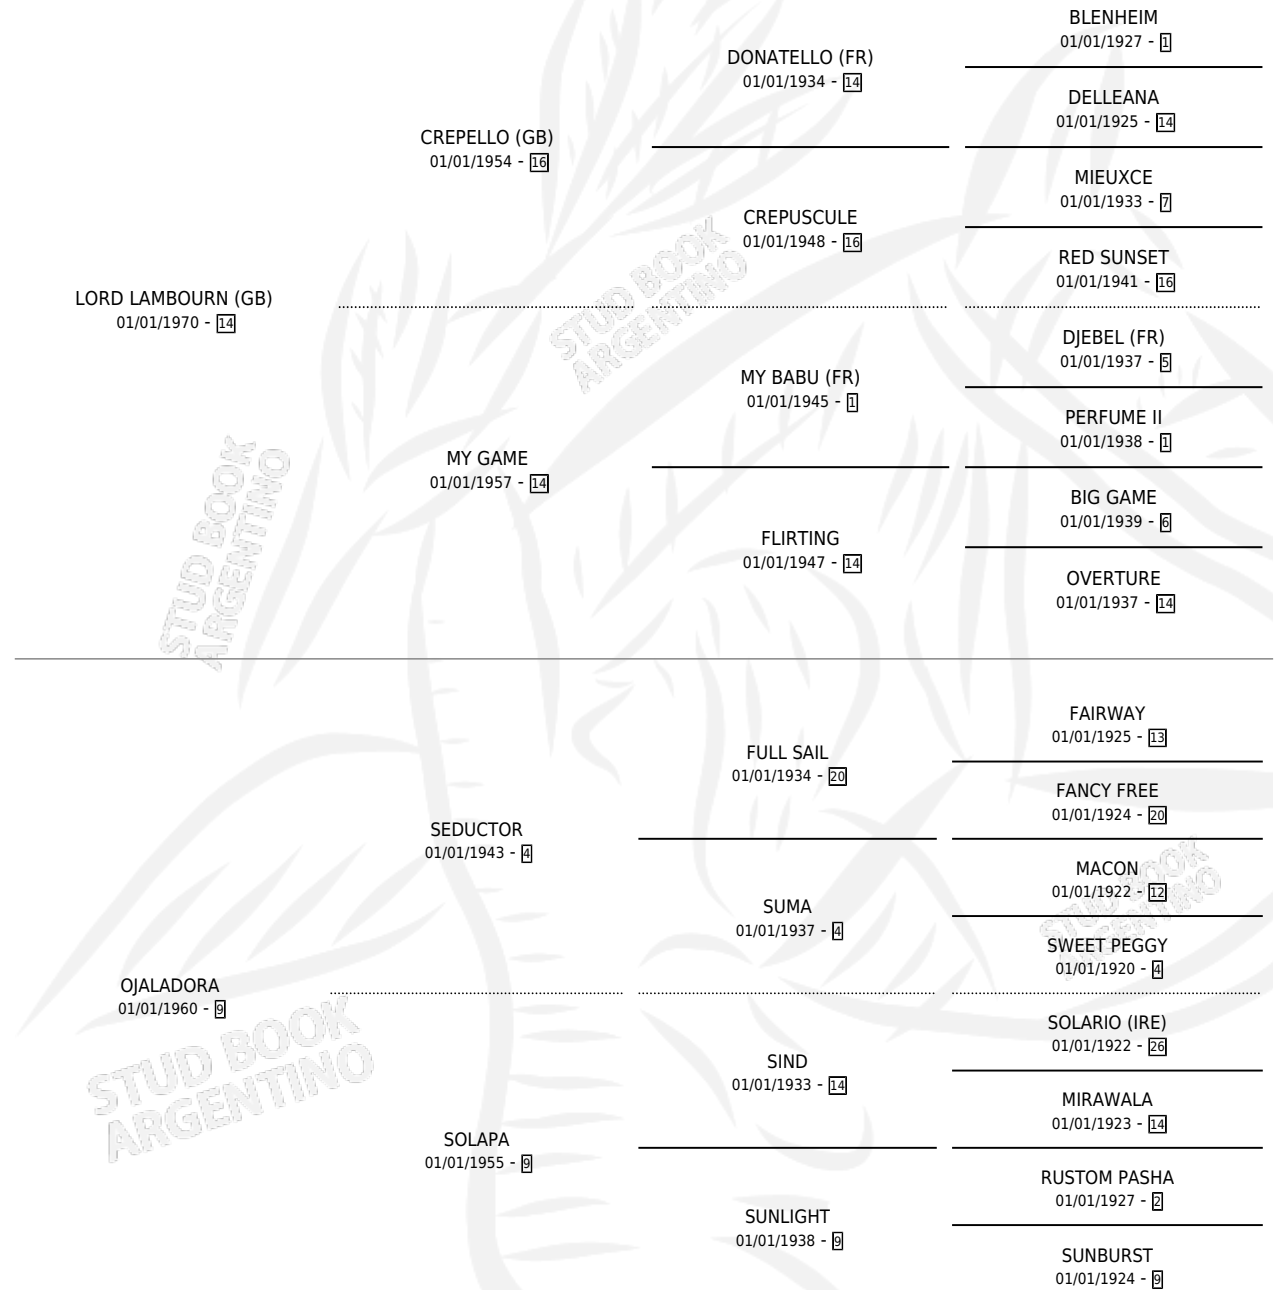 BLENHEIM
01/01/1927 - 1
DONATELLO (FR)
01/01/1934 - 14
DELLEANA
01/01/1925 - 14
CREPELLO (GB)
01/01/1954 - 16
MIEUXCE
01/01/1933 - 7
CREPUSCULE
01/01/1948 - 16
RED SUNSET
01/01/1941 - 16
LORD LAMBOURN (GB)
01/01/1970 - 14
STUD BOOK
ARGENTINO
DJEBEL (FR)
01/01/1937 - 5
MY BABU (FR)
01/01/1945 - 1
PERFUME II
01/01/1938 - 1
MY GAME
01/01/1957 - 14
BIG GAME
01/01/1939 - 6
FLIRTING
01/01/1947 - 14
OVERTURE
01/01/1937 - 14
STUD BOOK
ARGENTINO
FAIRWAY
01/01/1925 - 13
FULL SAIL
01/01/1934 - 20
FANCY FREE
01/01/1924 - 20
SEDUCTOR
01/01/1943 - 4
MACON
01/01/1922 - 12
SUMA
01/01/1937 - 4
SWEET PEGGY
01/01/1920 - 4
STUD BOOK
ARGENTINO
OJALADORA
01/01/1960 - 9
SOLARIO (IRE)
01/01/1922 - 26
SIND
01/01/1933 - 14
MIRAWALA
01/01/1923 - 14
STUD BOOK
ARGENTINO
SOLAPA
01/01/1955 - 9
RUSTOM PASHA
01/01/1927 - 2
SUNLIGHT
01/01/1938 - 9
SUNBURST
01/01/1924 - 9